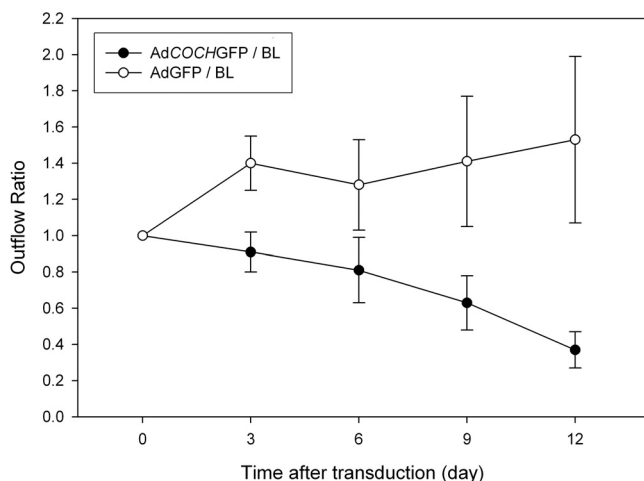 AdCOCHGFP / BL
AdGFP / BL
Outflow Ratio
2.2
2.0
1.8
1.6
1.4
1.2
1.0
0.8
0.6
0.4
0.2
0.0
0 3 6 9 12
Time after transduction (day)